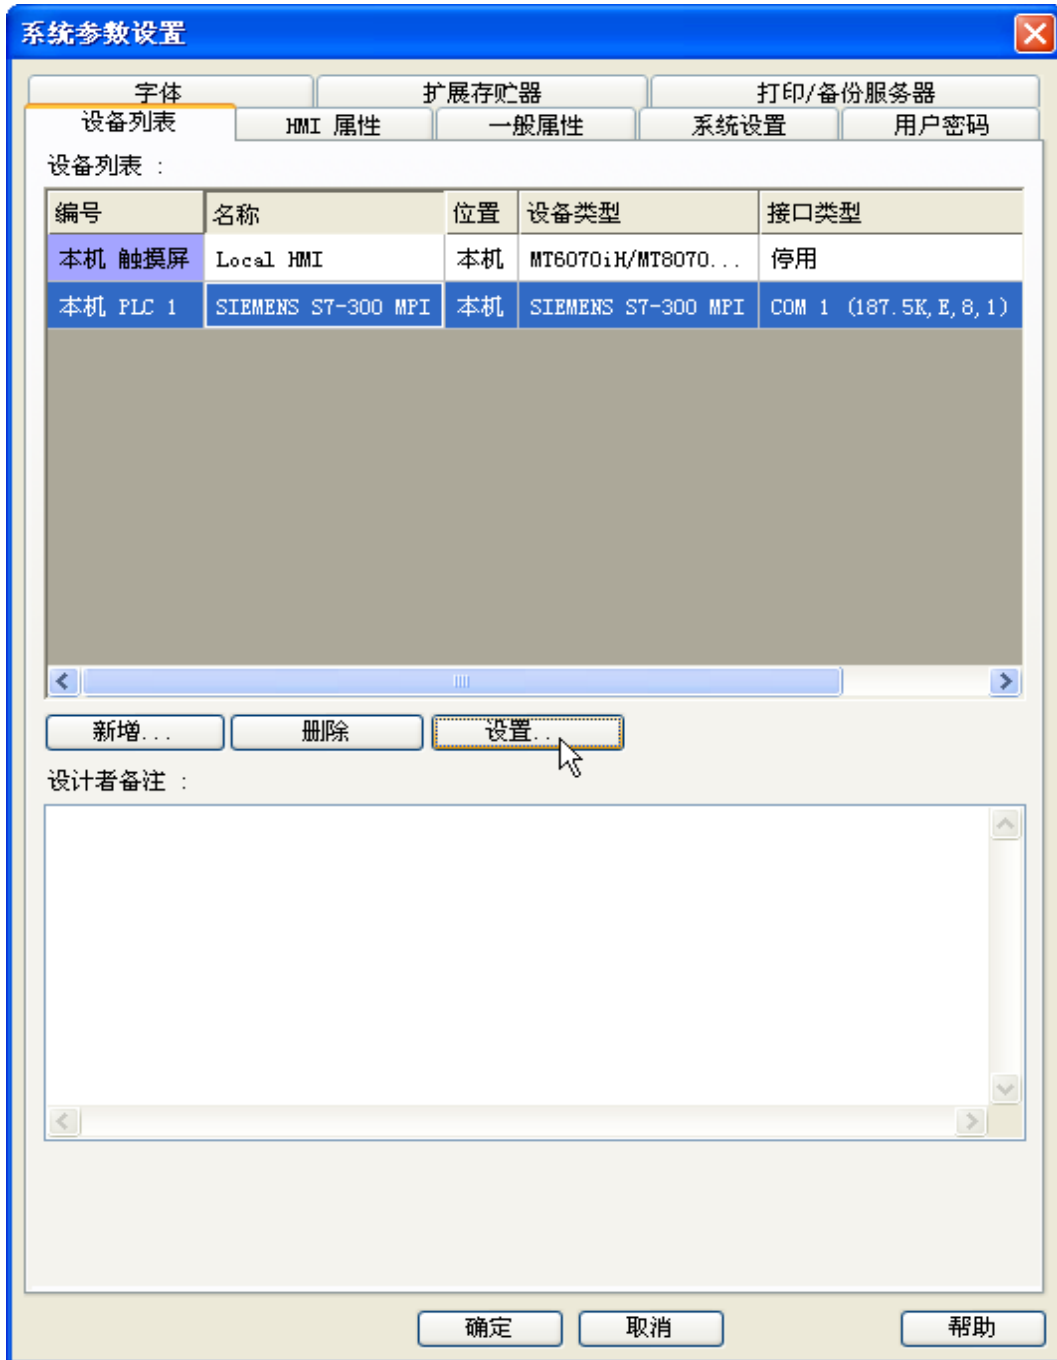 系统参数设置
字体 扩展存贮器 打印/备份服务器
设备列表 HMI 属性 一般属性 系统设置 用户密码
设备列表 :
编号 名称 位置 设备类型 接口类型
本机 触摸屏 Local HMI 本机 MT6070iH/MT8070... 停用
本机 PLC 1 SIEMENS S7-300 MPI 本机 SIEMENS S7-300 MPI COM 1 (187.5K,E,8,1)
新增... 删除 设置...
设计者备注 :
确定 取消 帮助